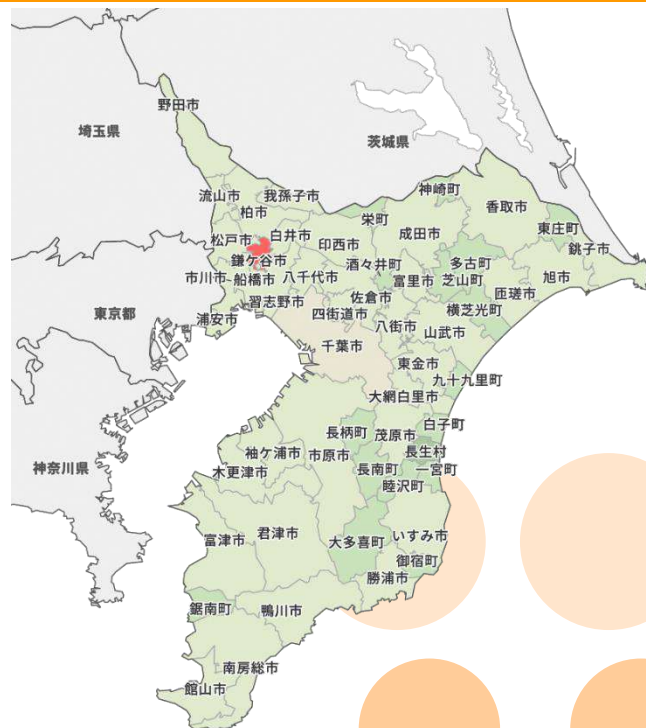 野田市
埼玉県
茨城県
流山市
我孫子市
柏市
神崎町
香取市
栄町
東庄町
松戸市
白井市
印西市
成田市
銚子市
鎌ケ谷市
酒々井町
多古町
市川市
船橋市
八千代市
富里市
芝山町
旭市
匝瑳市
習志野市
佐倉市
横芝光町
東京都
浦安市
四街道市
八街市
山武市
千葉市
東金市
九十九里町
大網白里市
長柄町
茂原市
白子町
袖ケ浦市
市原市
長生村
神奈川県
木更津市
長南町
一宮町
睦沢町
富津市
君津市
大多喜町
いすみ市
御宿町
勝浦市
鋸南町
鴨川市
南房総市
館山市